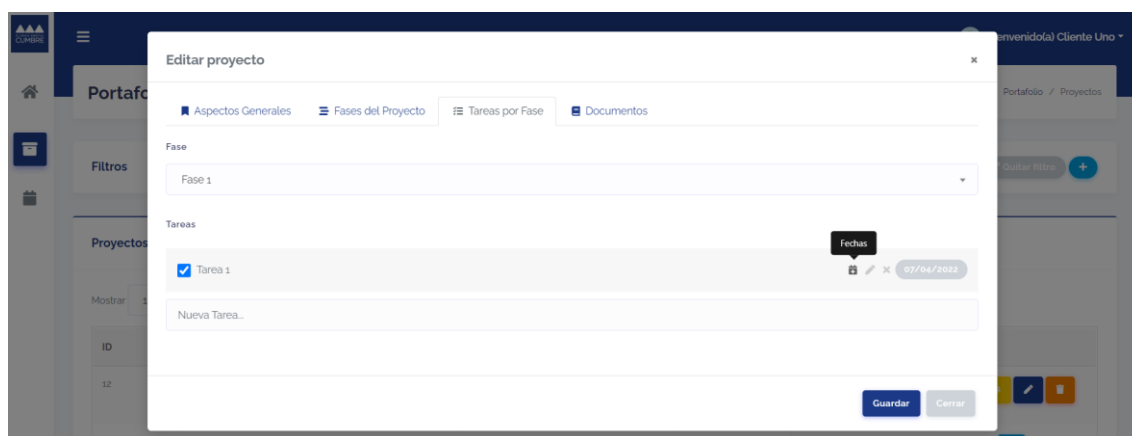 CUMBRE
envenido(a) Cliente Uno
Editar proyecto
Portafo
Portafolio / Proyectos
Aspectos Generales
Fases del Proyecto
Tareas por Fase
Documentos
Fase
Filtros
Quitar filtro
Fase 1
Tareas
Proyectos
Fechas
Tarea 1
07/04/2022
Mostrar 1
Nueva Tarea...
ID
12
Guardar
Cerrar